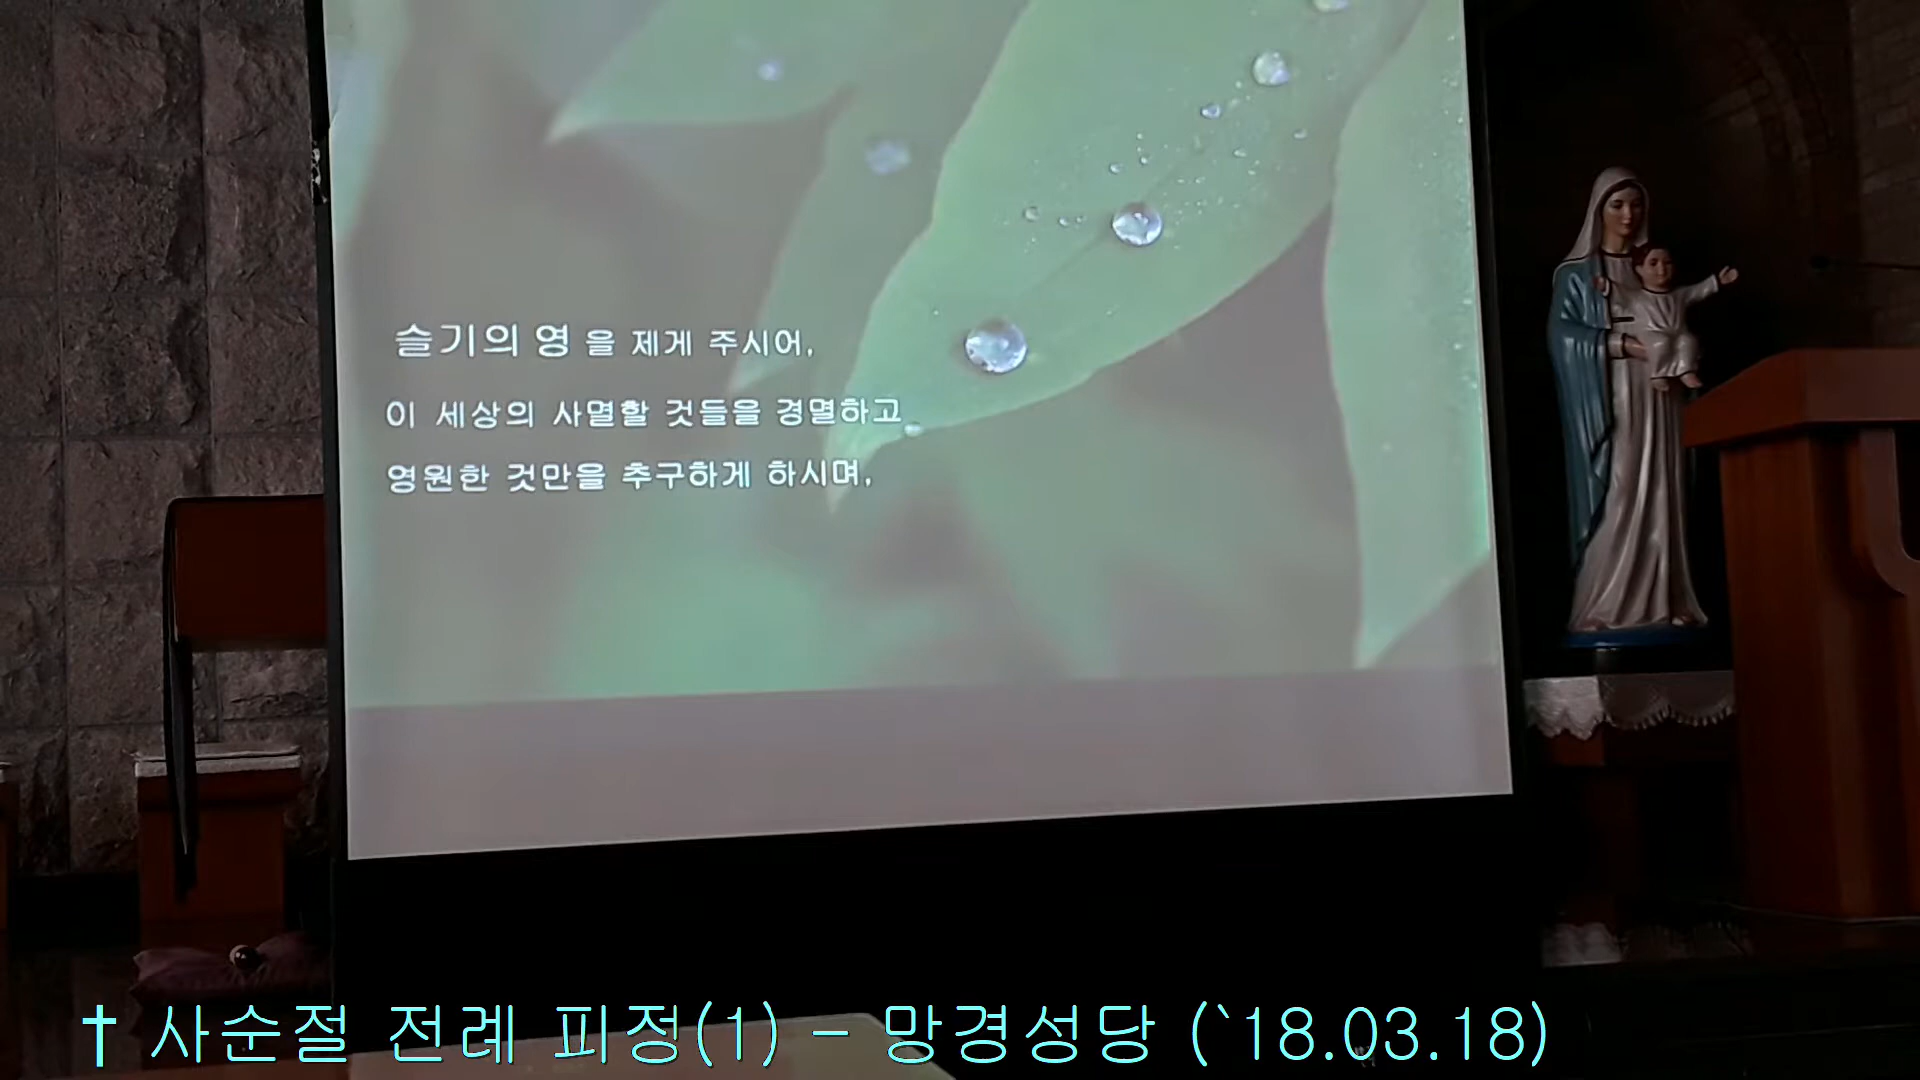 슬기의 영 을 제게 주시어,
이 세상의 사멸할 것들을 경멸하고
영원한 것만을 추구하게 하시며,
† 사순절 전례 피정(1) - 망경성당 (`18.03.18)